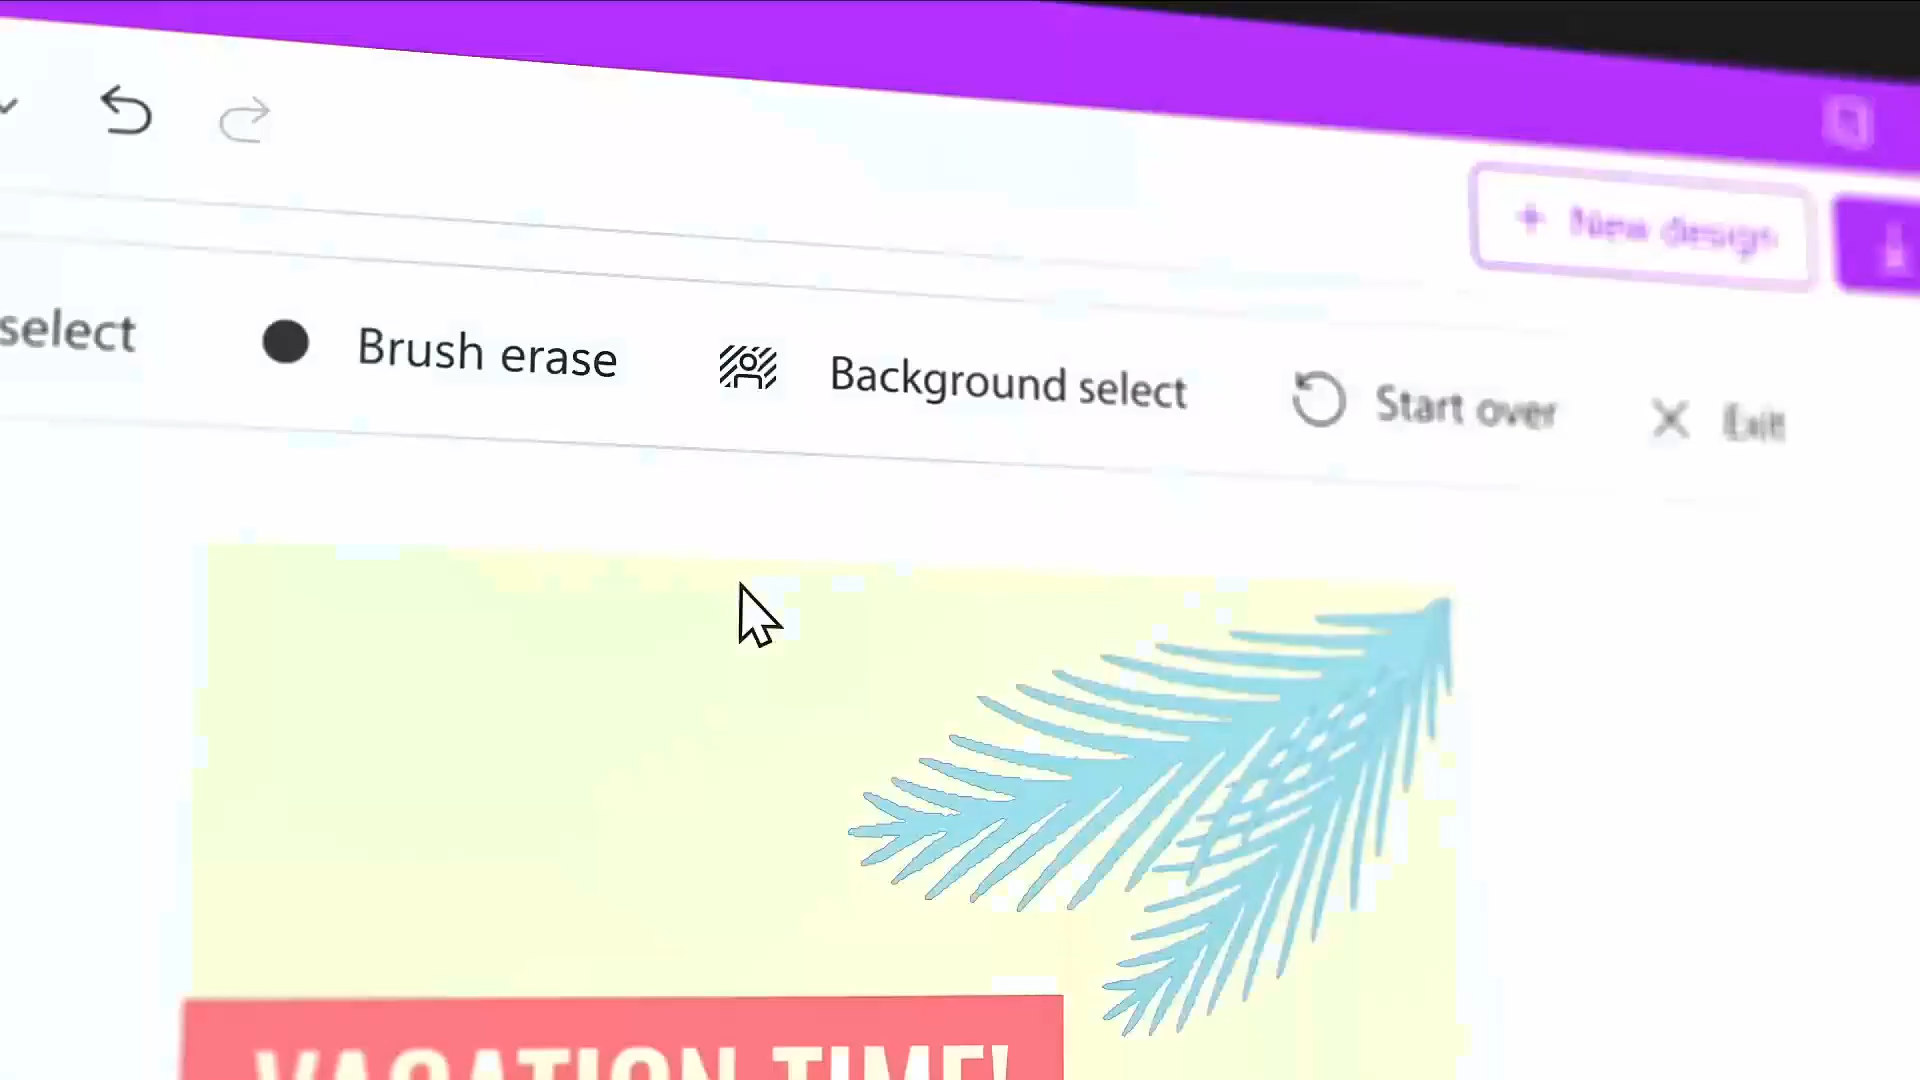 + New design
select
Brush erase
Background select
Start over
Exit
VACATION TIME!